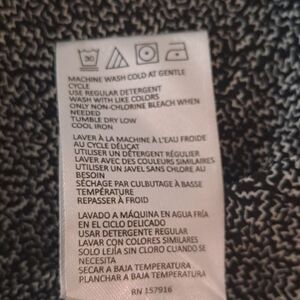 30
MACHINE WASH COLD AT GENTLE
CYCLE
USE REGULAR DETERGENT
WASH WITH LIKE COLORS
ONLY NON-CHLORINE BLEACH WHEN
NEEDED
TUMBLE DRY LOW
COOL IRON
LAVER À LA MACHINE À L'EAU FROIDE
AU CYCLE DÉLICAT
UTILISER UN DÉTERGENT RÉGULIER
LAVER AVEC DES COULEURS SIMILAIRES
UTILISER UN JAVEL SANS CHLORE AU
BESOIN
SÉCHAGE PAR CULBUTAGE À BASSE
TEMPÉRATURE
REPASSER À FROID
LAVADO A MÁQUINA EN AGUA FRÍA
EN EL CICLO DELICADO
USAR DETERGENTE REGULAR
LAVAR CON COLORES SIMILARES
SOLO LEJÍA SIN CLORO CUANDO SE
NECESITA
SECAR A BAJA TEMPERATURA
PLANCHAR A BAJA TEMPERATURA
RN 157916